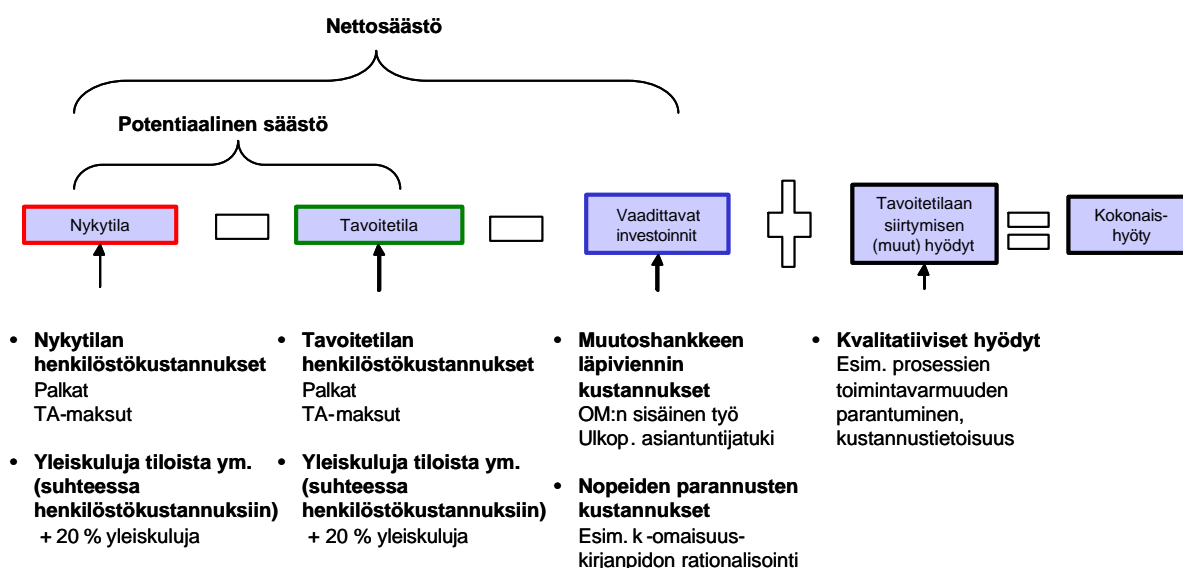 Nettosäästö
Potentiaalinen säästö
Nykytila
Tavoitetila
Vaadittavat
investoinnit
Tavoitetilaan
siirtymisen
(muut) hyödyt
Kokonais-
hyöty
• Nykytilan
henkilöstökustannukset
Palkat
TA-maksut
• Yleiskuluja tiloista ym.
(suhteessa
henkilöstökustannuksiin)
+ 20 % yleiskuluja
• Tavoitetilan
henkilöstökustannukset
Palkat
TA-maksut
• Yleiskuluja tiloista ym.
(suhteessa
henkilöstökustannuksiin)
+ 20 % yleiskuluja
• Muutoshankkeen
läpiviennin
kustannukset
OM:n sisäinen työ
Ulkop. asiantuntijatuki
• Nopeiden parannusten
kustannukset
Esim. k-omaisuus-
kirjanpidon rationalisointi
• Kvalitatiiviset hyödyt
Esim. prosessien
toimintavarmuuden
parantuminen,
kustannustietoisuus